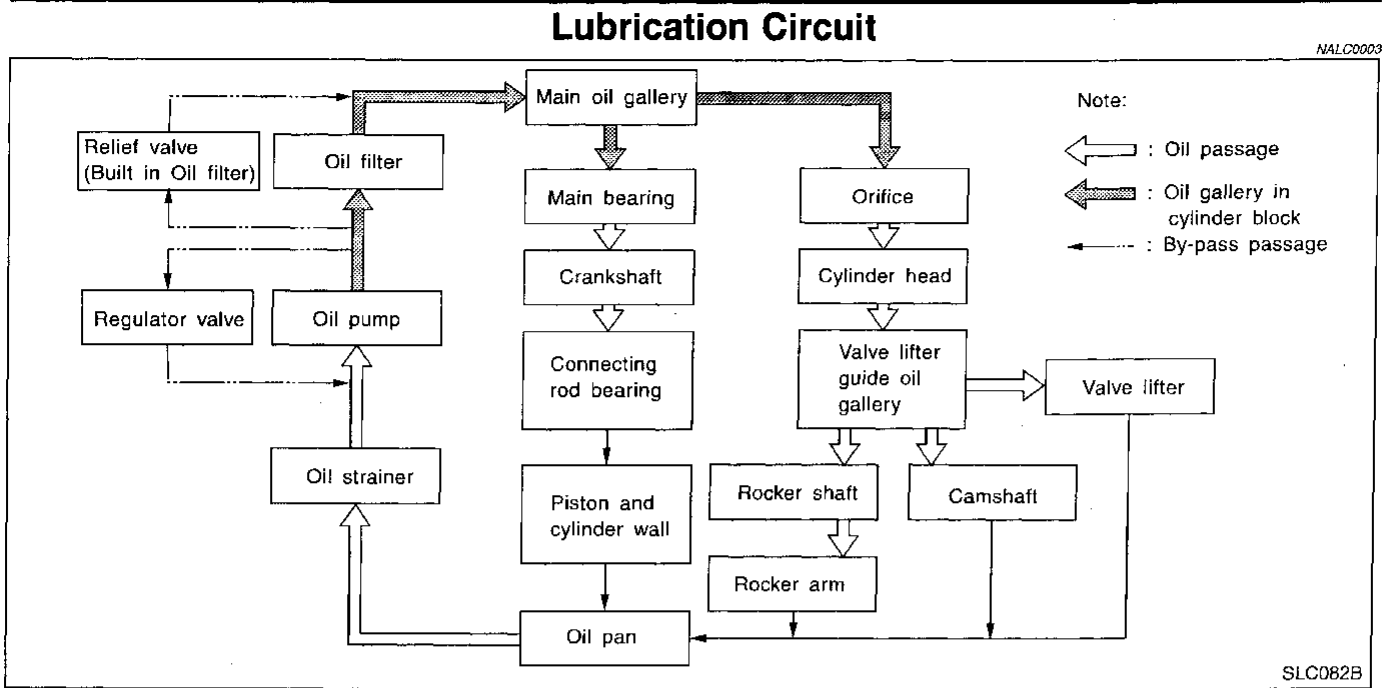 Lubrication Circuit
NALC0003
Main oil gallery
Note:
Relief valve
(Built in Oil filter)
Oil filter
: Oil passage
Main bearing
Orifice
: Oil gallery in
cylinder block
: By-pass passage
Crankshaft
Cylinder head
Regulator valve
Oil pump
Connecting
rod bearing
Valve lifter
guide oil
gallery
Valve lifter
Oil strainer
Piston and
cylinder wall
Rocker shaft
Camshaft
Rocker arm
Oil pan
SLC082B